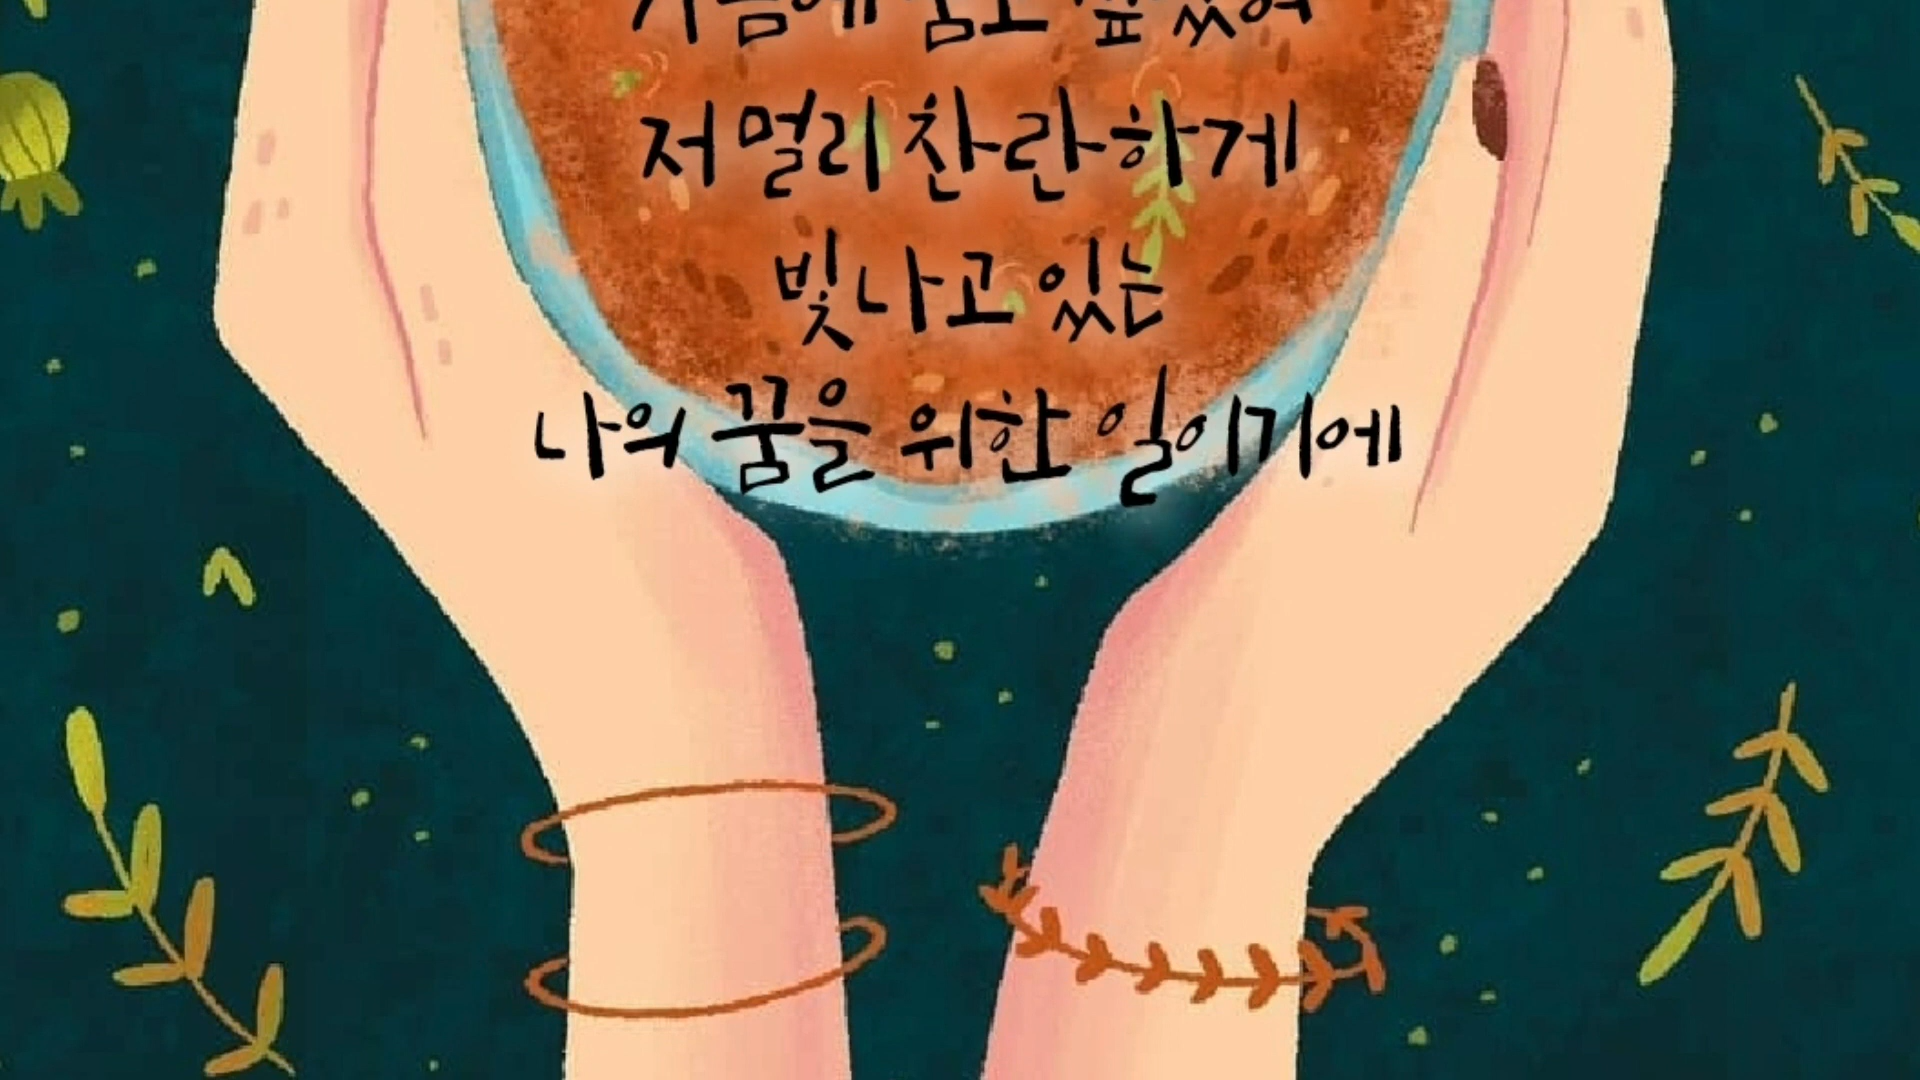 저 멀리 찬란하게
빛나고 있는
나의 꿈을 위한 일이기에